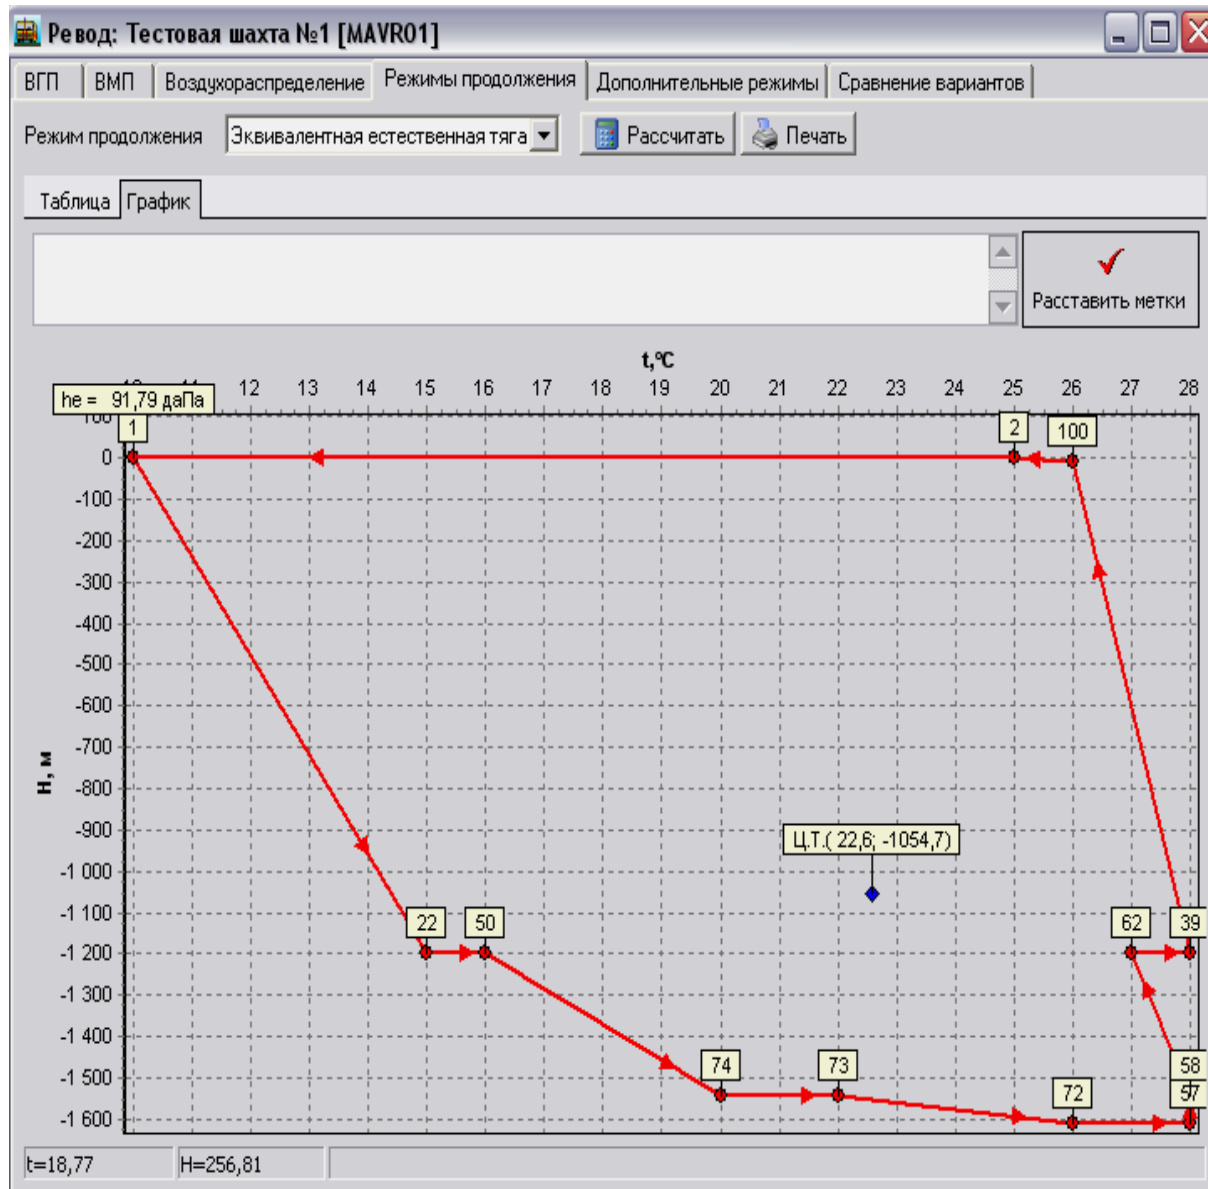 Ревод: Тестовая шахта №1 [MAVR01]
ВГП ВМП Воздухораспределение Режимы продолжения Дополнительные режимы Сравнение вариантов
Режим продолжения Эквивалентная естественная тяга Рассчитать Печать
Таблица График
Расставить метки
t,°C
12 13 14 15 16 17 18 19 20 21 22 23 24 25 26 27 28
he = 91,79 даПа
1 2 100
0
-100
-200
-300
-400
-500
-600
-700
H, м
-800
-900
Ц.Т.( 22,6; -1054,7)
-1 000
-1 100
22 50 62 39
-1 200
-1 300
-1 400
-1 500
74 73 58
72 57
-1 600
t=18,77 H=256,81